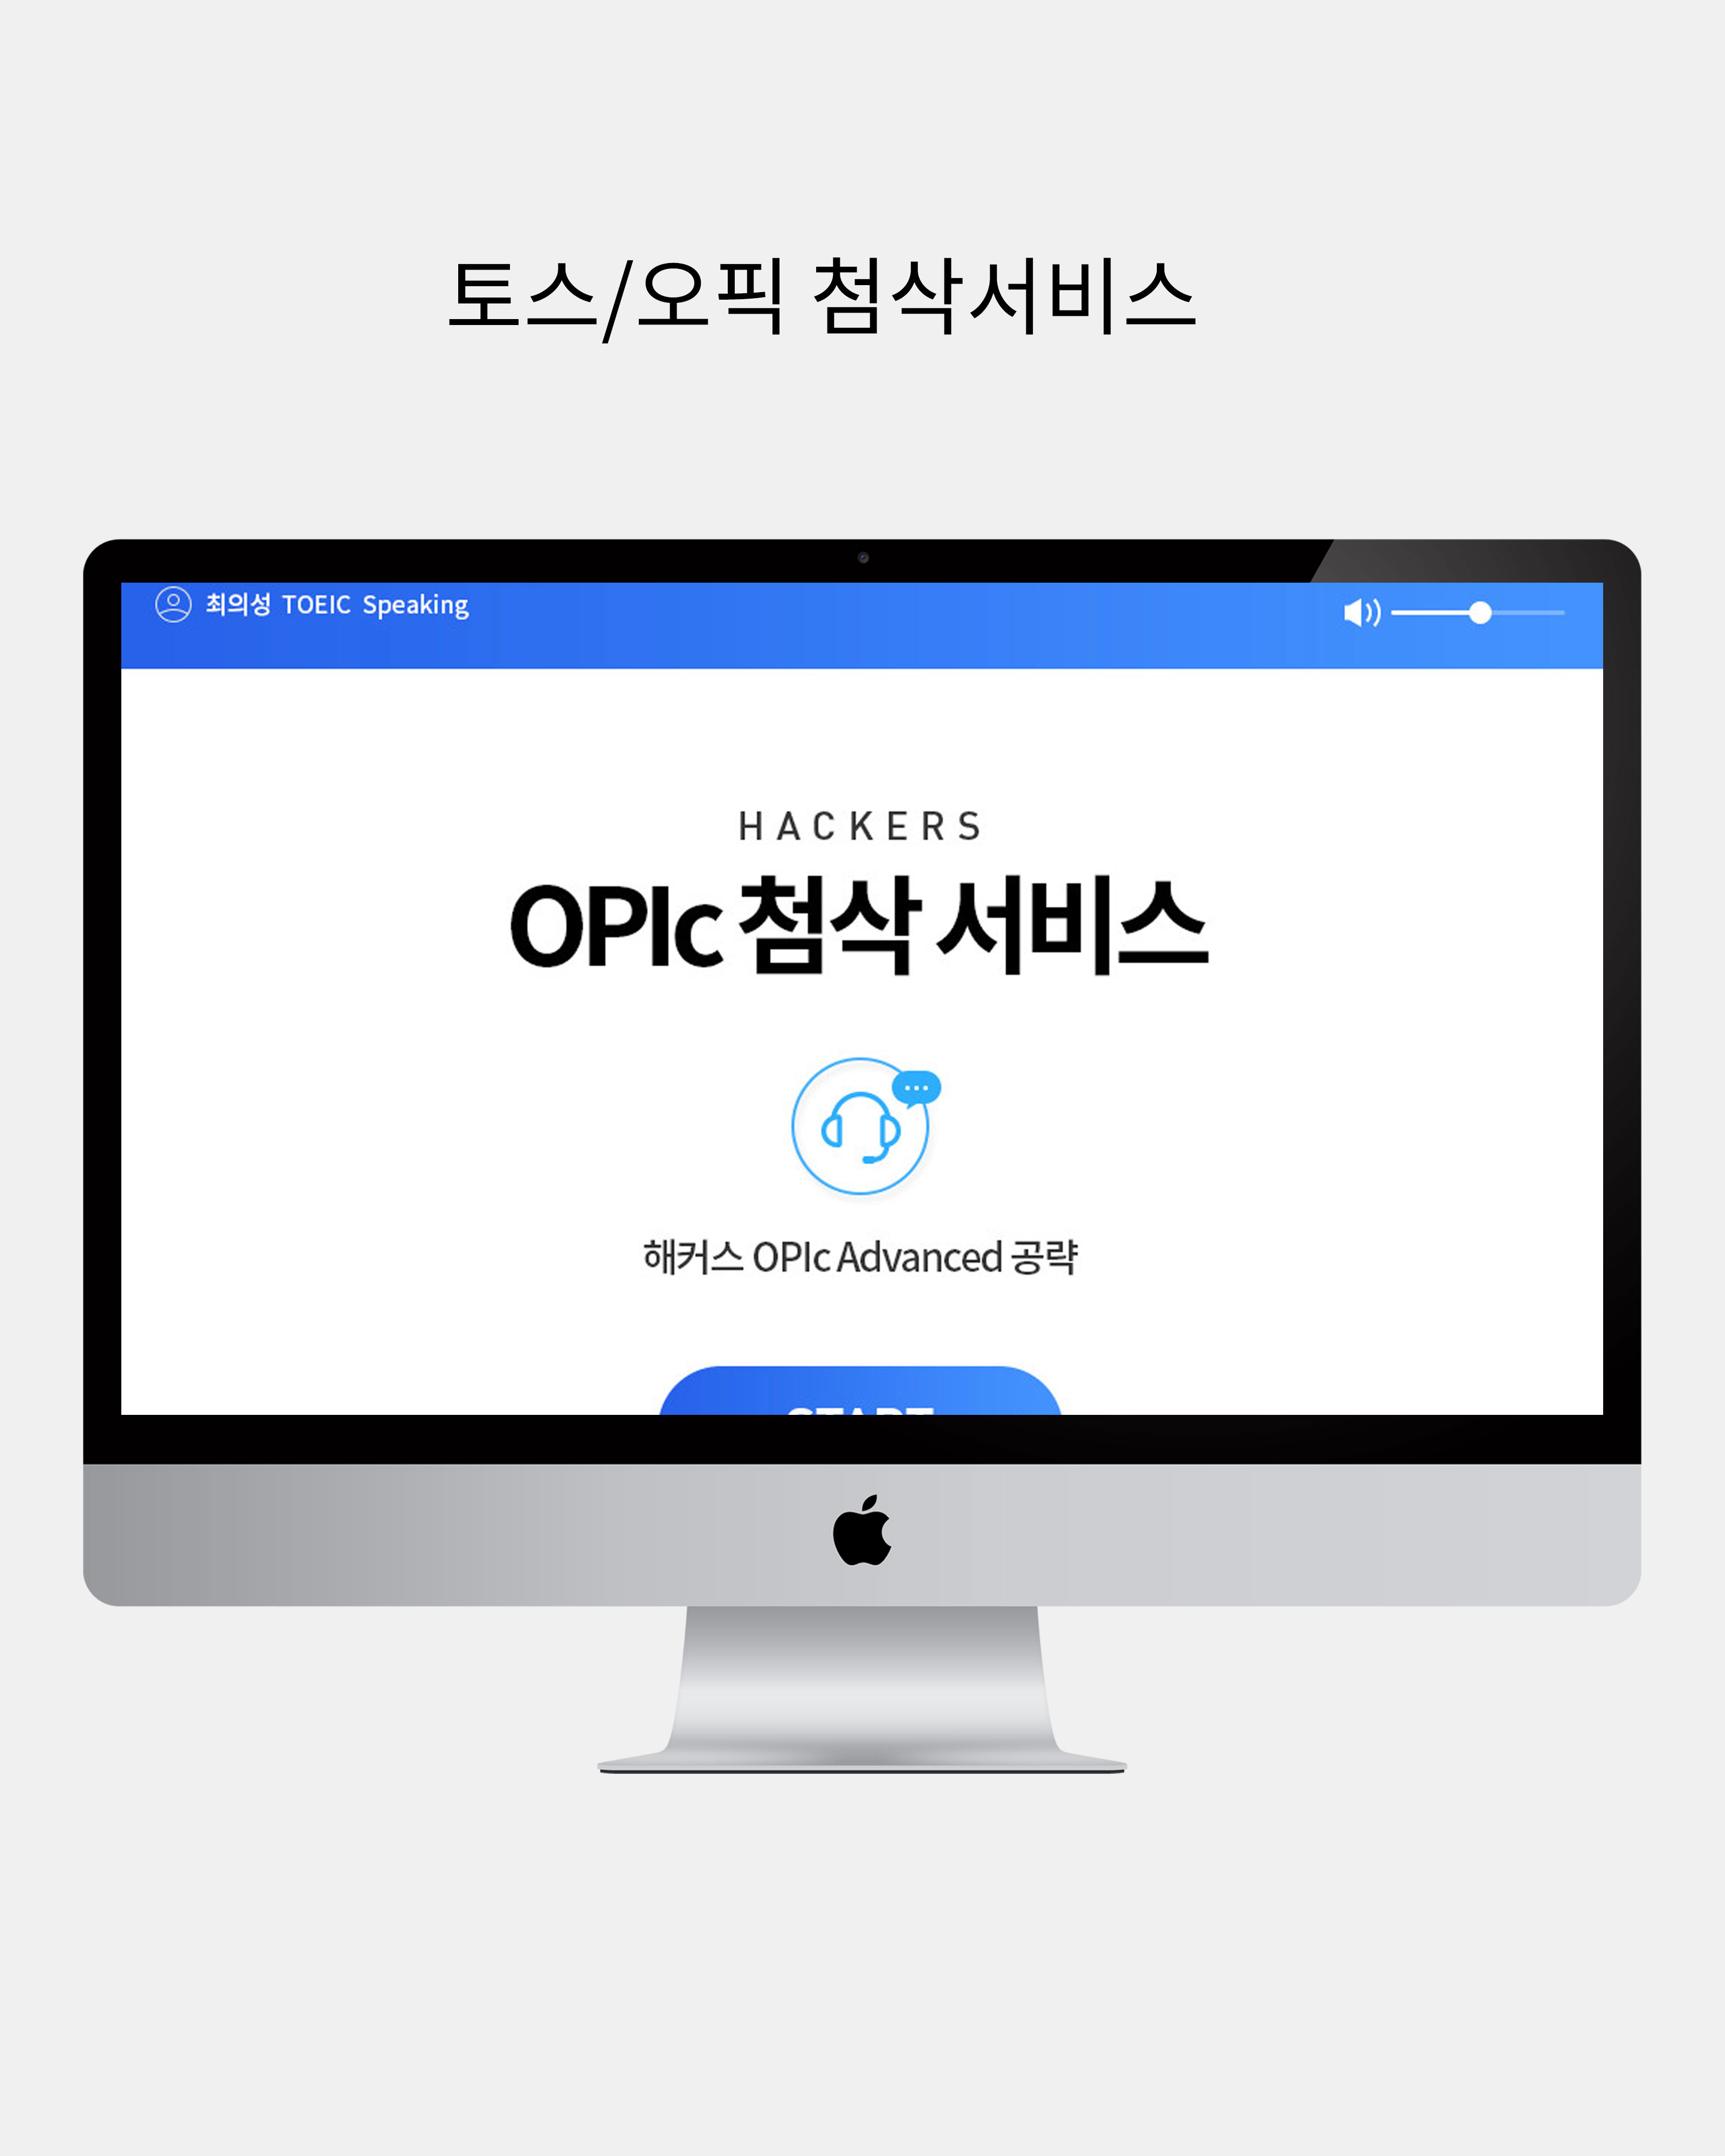 토스/오픽 첨삭서비스
최의성 TOEIC Speaking
HACKERS
OPIc 첨삭 서비스
해커스 OPIc Advanced 공략
START